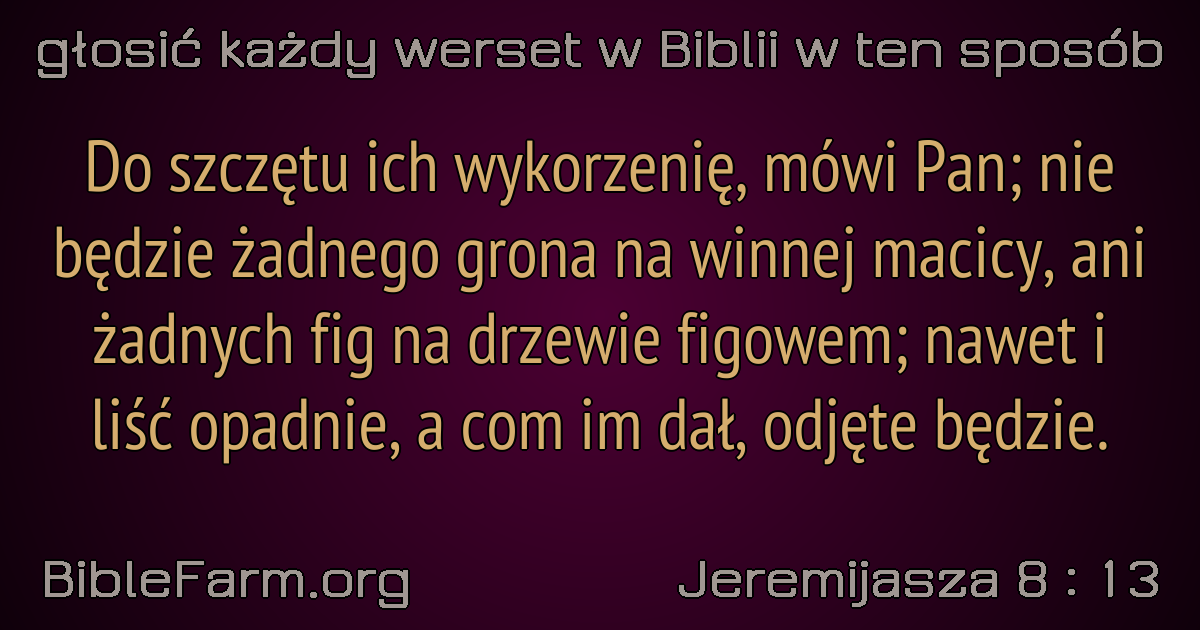 głosić każdy werset w Biblii w ten sposób
Do szczętu ich wykorzenię, mówi Pan; nie
będzie żadnego grona na winnej macicy, ani
żadnych fig na drzewie figowem; nawet i
liść opadnie, a com im dał, odjęte będzie.
BibleFarm.org
Jeremijasza 8 : 13